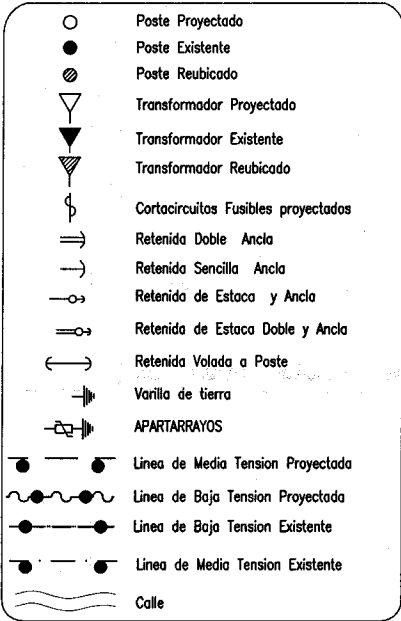 Poste Proyectado
Poste Existente
Poste Reubicado
Transformador Proyectado
Transformador Existente
Transformador Reubicado
Cortacircuitos Fusibles proyectados
Retenida Doble Ancla
Retenida Sencilla Ancla
Retenida de Estaca y Ancla
Retenida de Estaca Doble y Ancla
Retenida Volada a Poste
Varilla de tierra
APARTARRAYOS
Linea de Media Tension Proyectada
Linea de Baja Tension Proyectada
Linea de Baja Tension Existente
Linea de Media Tension Existente
Calle